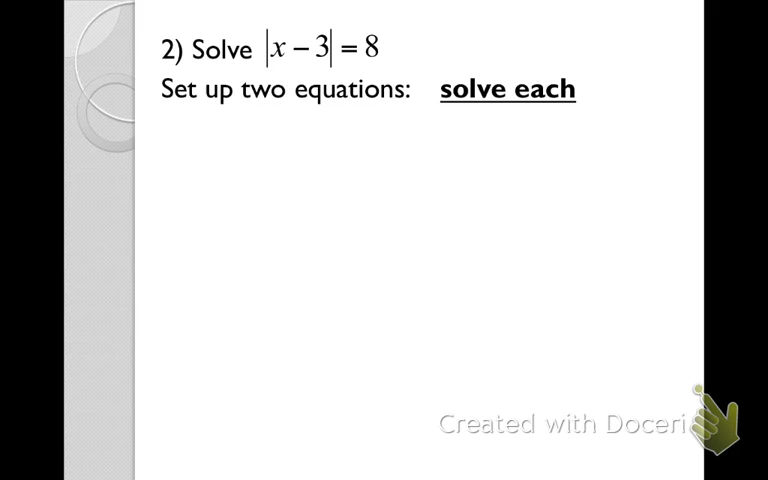 2) Solve |x − 3| = 8
Set up two equations: solve each
Created with Doceri